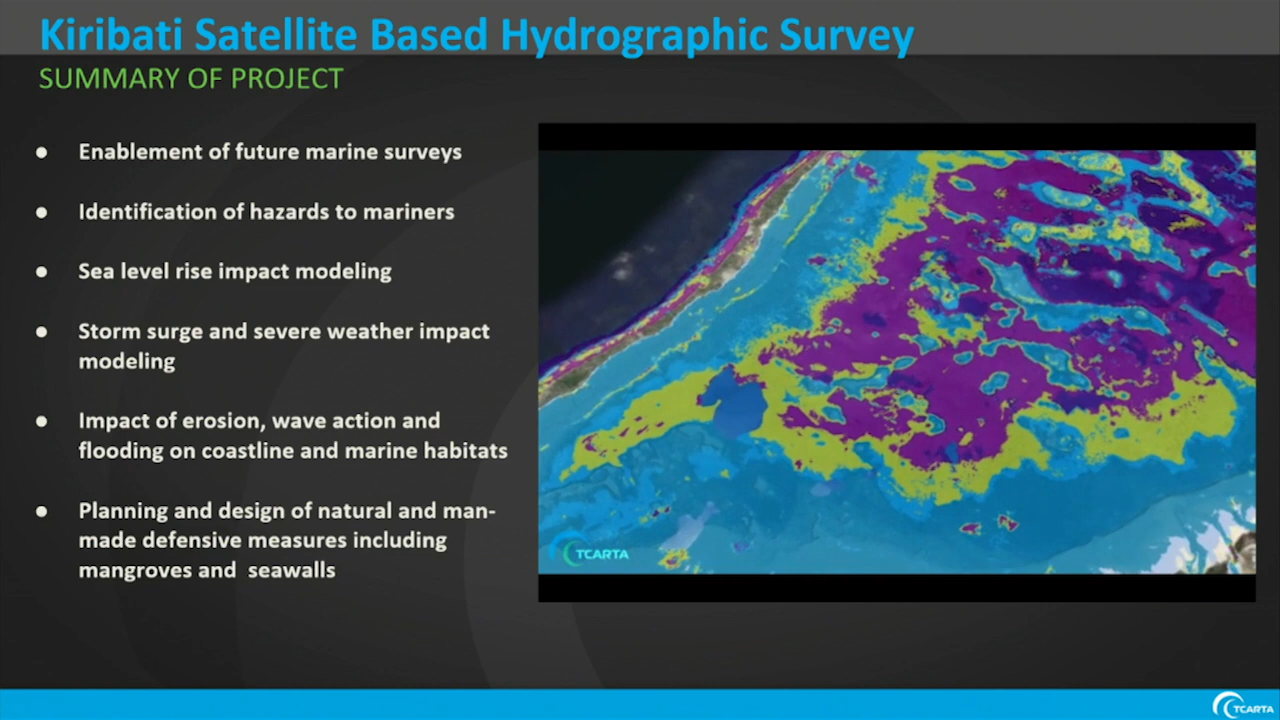 Kiribati Satellite Based Hydrographic Survey
SUMMARY OF PROJECT
● Enablement of future marine surveys
● Identification of hazards to mariners
● Sea level rise impact modeling
● Storm surge and severe weather impact
modeling
● Impact of erosion, wave action and
flooding on coastline and marine habitats
● Planning and design of natural and man-
made defensive measures including
mangroves and  seawalls
TCARTA
TCARTA